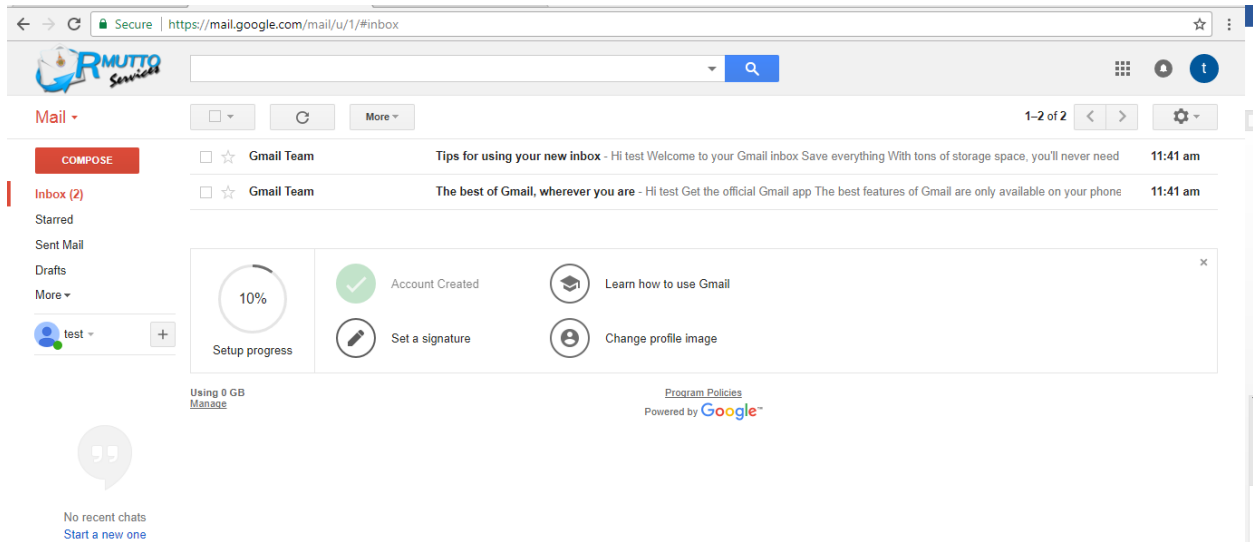 Secure | https://mail.google.com/mail/u/1/#inbox
RMUTTO
Services
t
Mail
More
1–2 of 2
COMPOSE
Gmail Team Tips for using your new inbox - Hi test Welcome to your Gmail inbox Save everything With tons of storage space, you'll never need 11:41 am
Inbox (2)
Gmail Team The best of Gmail, wherever you are - Hi test Get the official Gmail app The best features of Gmail are only available on your phone 11:41 am
Starred
Sent Mail
Drafts
More
test
+
10%
Setup progress
Account Created
Learn how to use Gmail
Set a signature
Change profile image
Using 0 GB
Manage
Program Policies
Powered by Google™
No recent chats
Start a new one